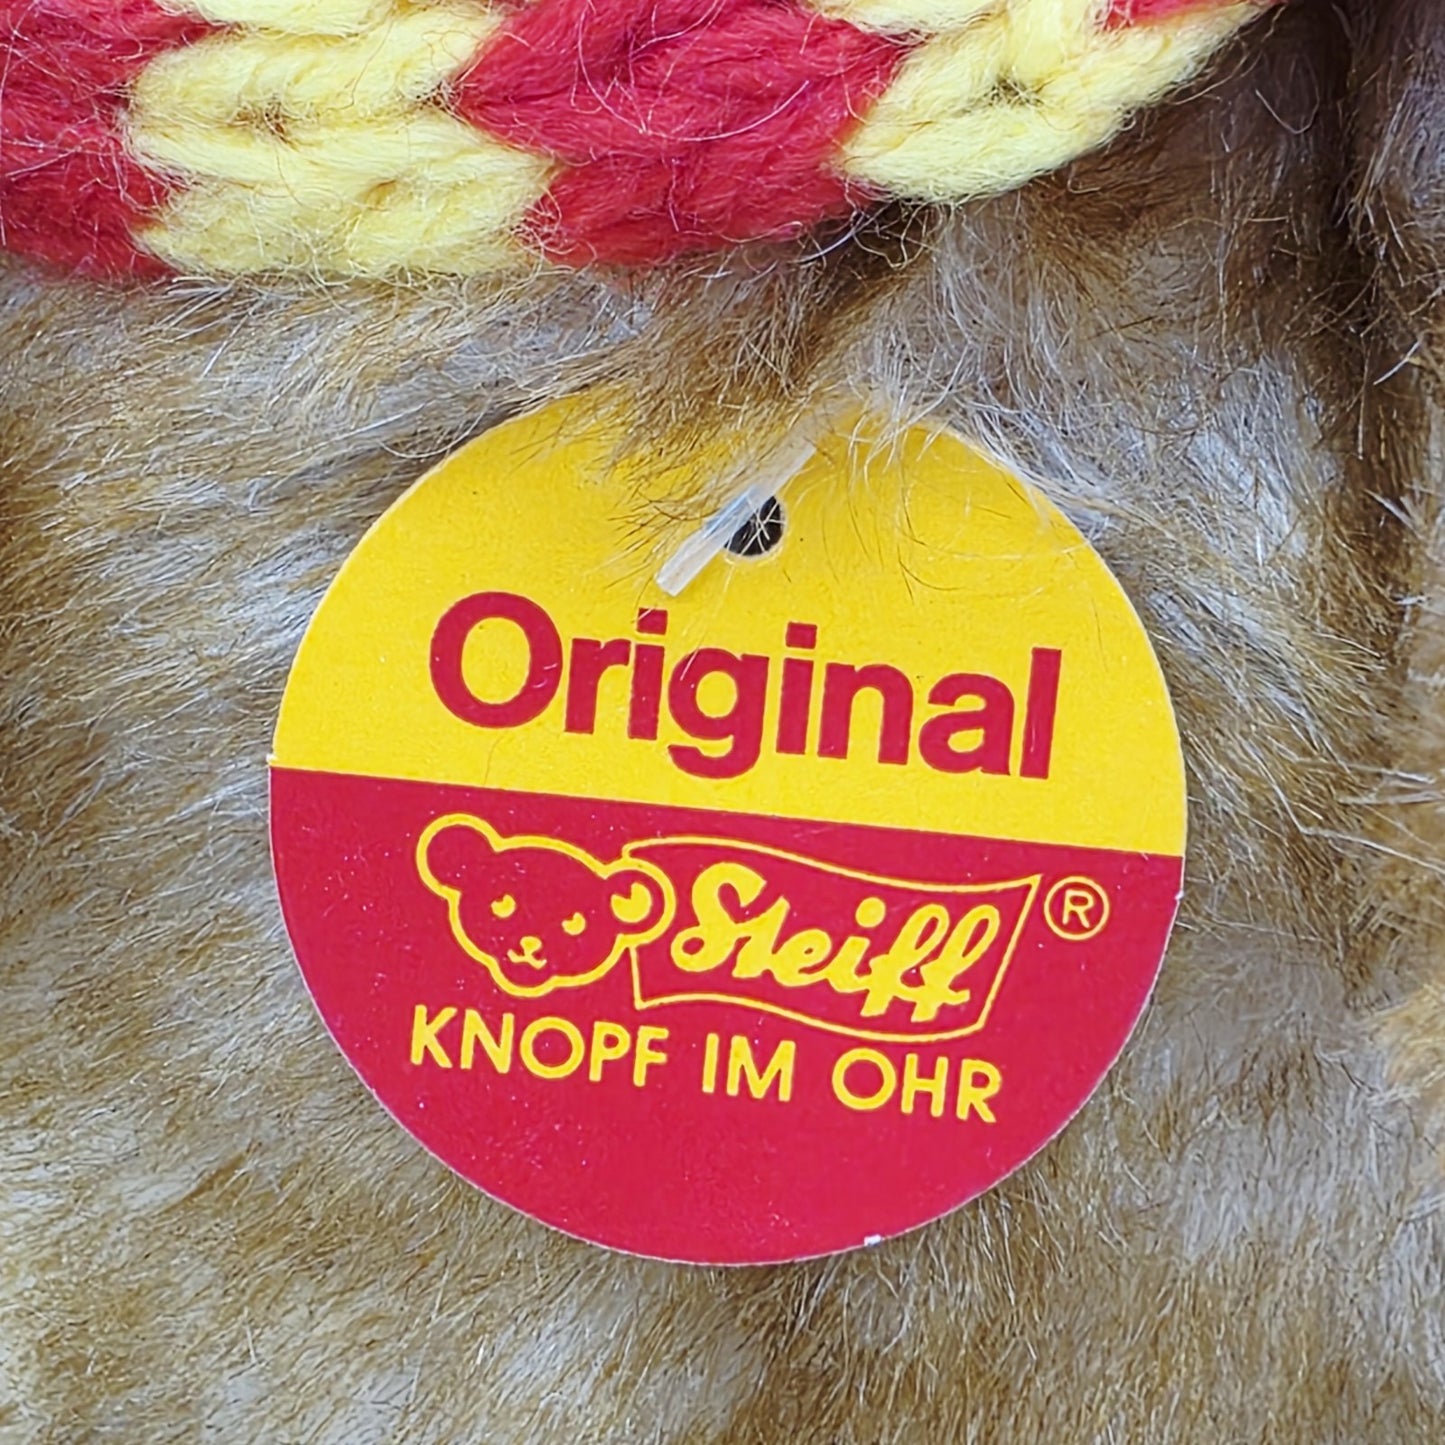 Original
Steiff ®
KNOPF IM OHR